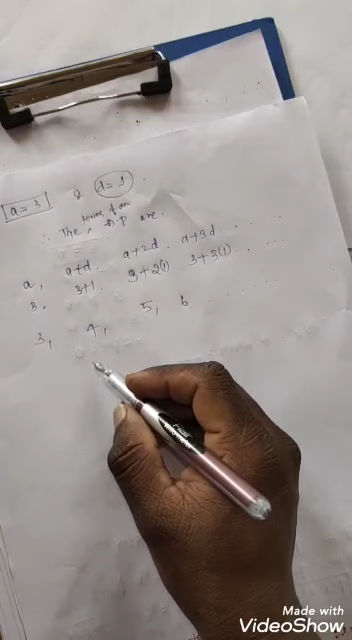 a = 3 & d = 1 .
terms of an
∴ The A.P are.
a, a+d. a+2d. a+3d ......
3. 3+1. 3+2(1) 3+3(1) . ....
3, 4, 5, 6 . ......
Made with
VideoShow